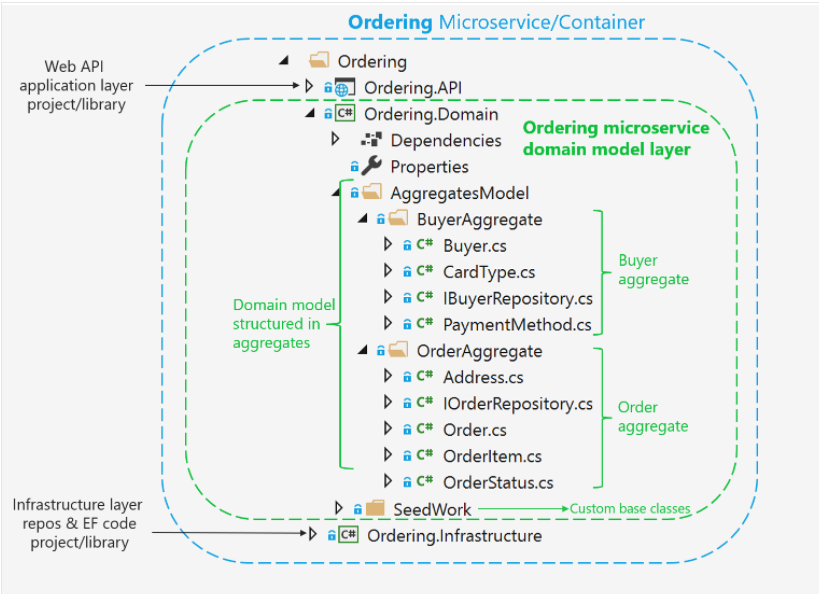 Ordering Microservice/Container
Ordering
Web API
application layer
project/library
Ordering.API
C# Ordering.Domain
Ordering microservice
domain model layer
Dependencies
Properties
AggregatesModel
BuyerAggregate
C# Buyer.cs
C# CardType.cs
C# IBuyerRepository.cs
C# PaymentMethod.cs
Buyer
aggregate
Domain model
structured in
aggregates
OrderAggregate
C# Address.cs
C# IOrderRepository.cs
C# Order.cs
C# OrderItem.cs
C# OrderStatus.cs
Order
aggregate
SeedWork
Custom base classes
Infrastructure layer
repos & EF code
project/library
C# Ordering.Infrastructure